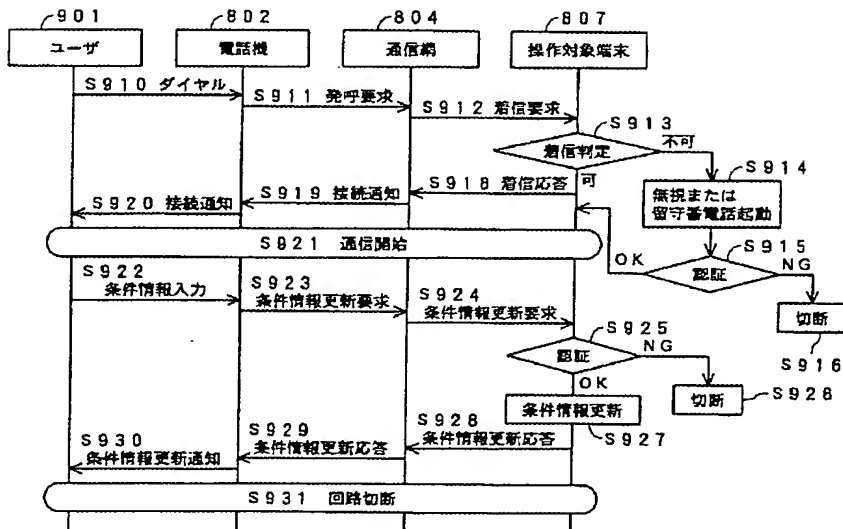 901
ユーザ
802
電話機
804
通信網
807
操作対象端末
S910 ダイヤル
S911 発呼要求
S912 着信要求
S913
着信判定
不可
可
S914
無視または
留守番電話起動
S915
認証
OK
NG
切断
S916
S918 着信応答
S919 接続通知
S920 接続通知
S921 通信開始
S922
条件情報入力
S923
条件情報更新要求
S924
条件情報更新要求
S925
認証
NG
OK
切断
S928
条件情報更新
S927
S928
条件情報更新応答
S929
条件情報更新応答
S930
条件情報更新通知
S931 回路切断